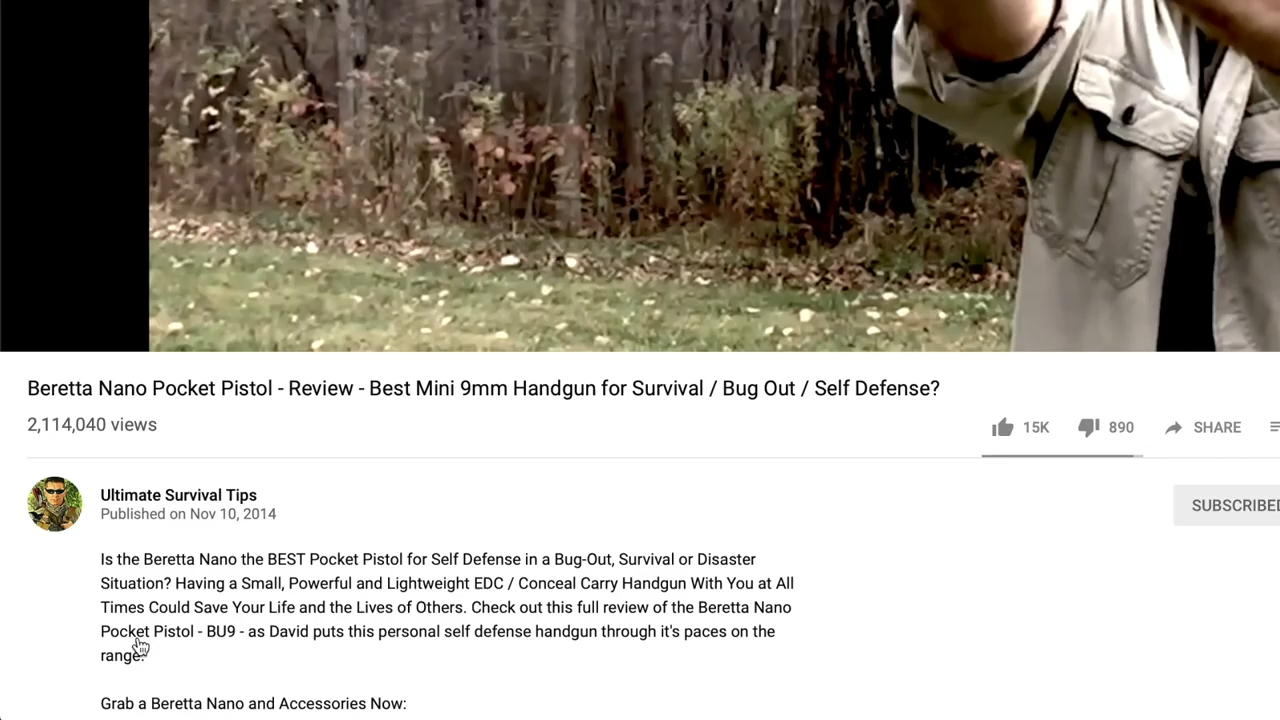 Beretta Nano Pocket Pistol - Review - Best Mini 9mm Handgun for Survival / Bug Out / Self Defense?
2,114,040 views
15K 890 SHARE
Ultimate Survival Tips
Published on Nov 10, 2014
SUBSCRIBED
Is the Beretta Nano the BEST Pocket Pistol for Self Defense in a Bug-Out, Survival or Disaster
Situation? Having a Small, Powerful and Lightweight EDC / Conceal Carry Handgun With You at All
Times Could Save Your Life and the Lives of Others. Check out this full review of the Beretta Nano
Pocket Pistol - BU9 - as David puts this personal self defense handgun through it's paces on the
range.
Grab a Beretta Nano and Accessories Now: